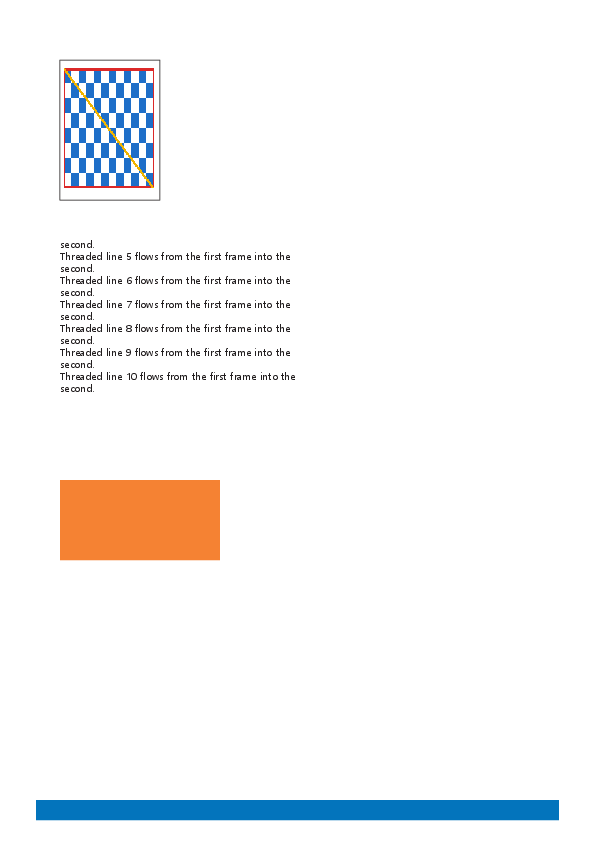 second.
Threaded line 5 flows from the first frame into the
second.
Threaded line 6 flows from the first frame into the
second.
Threaded line 7 flows from the first frame into the
second.
Threaded line 8 flows from the first frame into the
second.
Threaded line 9 flows from the first frame into the
second.
Threaded line 10 flows from the first frame into the
second.